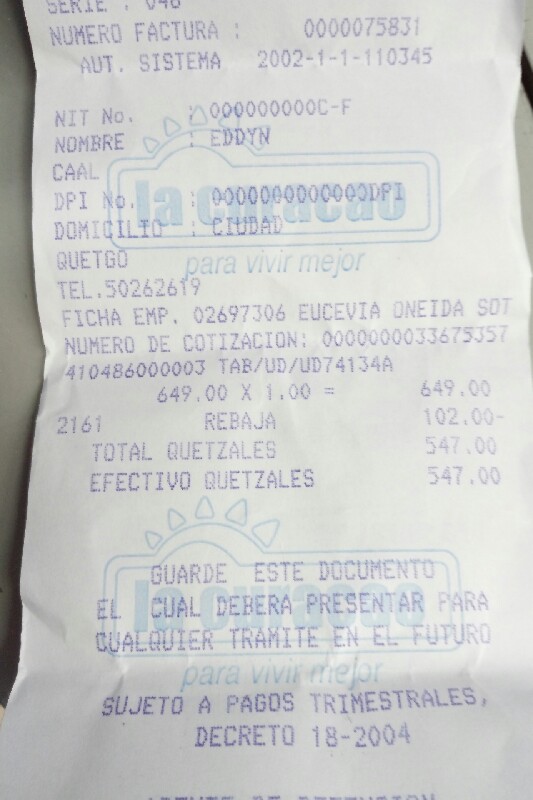 SERIE : 048
NUMERO FACTURA : 0000075831
AUT. SISTEMA 2002-1-1-110345
NIT No. : 000000000C-F
NOMBRE : EDDYN
CAAL
la curacao
DPI No. : 0000000000000DPI
DOMICILIO : CIUDAD
QUETGO
para vivir mejor
TEL.50262619
FICHA EMP. 02697306 EUCEVIA ONEIDA SOT
NUMERO DE COTIZACION: 0000000033675357
410486000003 TAB/UD/UD74134A
649.00 X 1.00 = 649.00
2161 REBAJA 102.00-
TOTAL QUETZALES 547.00
EFECTIVO QUETZALES 547.00
GUARDE ESTE DOCUMENTO
EL CUAL DEBERA PRESENTAR PARA
la curacao
CUALQUIER TRAMITE EN EL FUTURO
para vivir mejor
SUJETO A PAGOS TRIMESTRALES,
DECRETO 18-2004